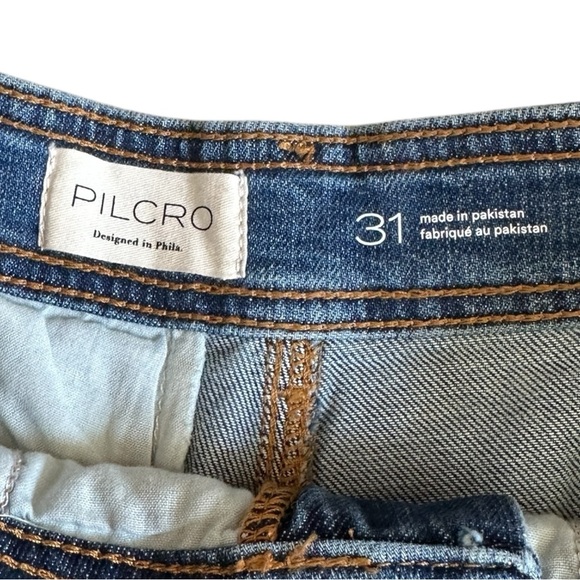 PILCRO
Designed in Phila.
31
made in pakistan
fabriqué au pakistan